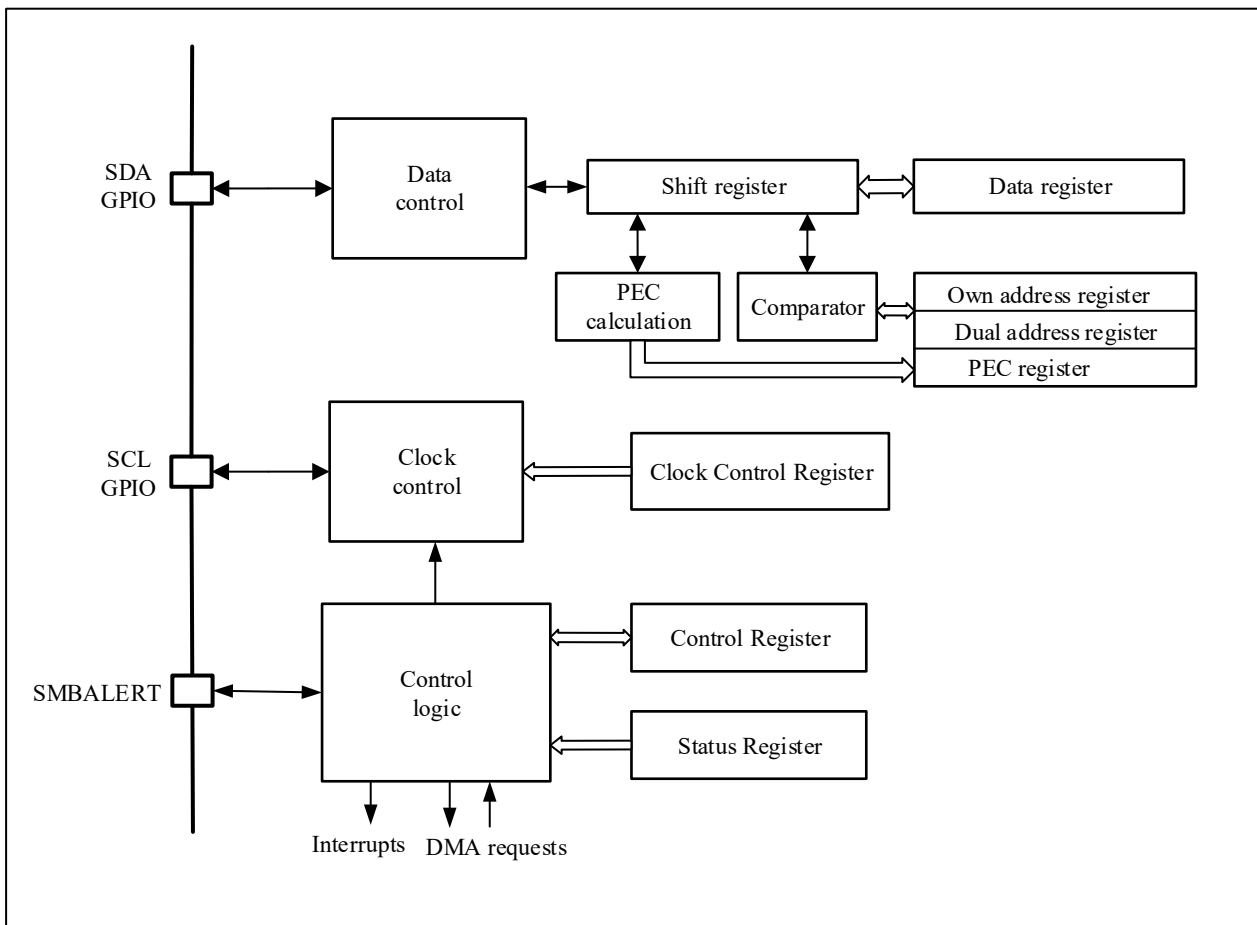 SDA
GPIO
Data
control
Shift register
Data register
PEC
calculation
Comparator
Own address register
Dual address register
PEC register
SCL
GPIO
Clock
control
Clock Control Register
SMBALERT
Control
logic
Control Register
Status Register
Interrupts
DMA requests